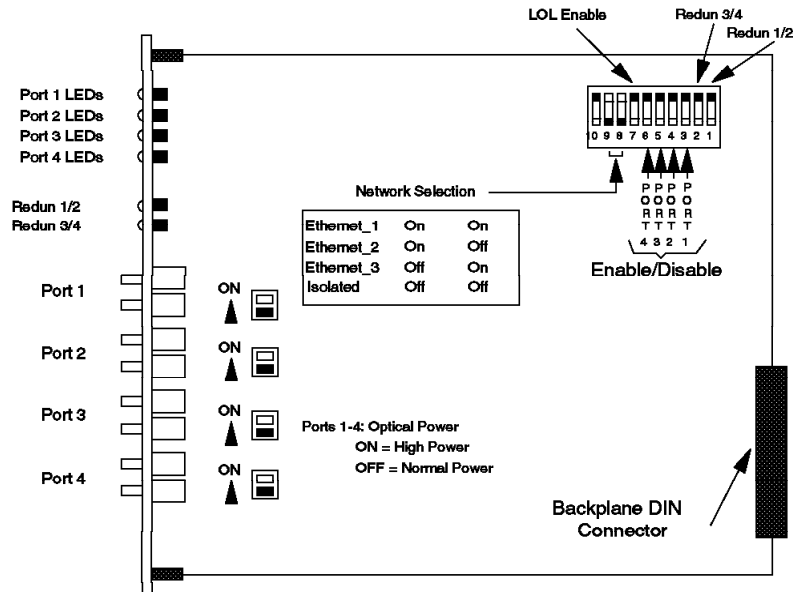 LOL Enable
Redun 3/4
Redun 1/2
Port 1 LEDs
Port 2 LEDs
Port 3 LEDs
Port 4 LEDs
10 9 8 7 6 5 4 3 2 1
Redun 1/2
Redun 3/4
Network Selection
PORT 4
PORT 3
PORT 2
PORT 1
Enable/Disable
Ethernet_1 On On
Ethernet_2 On Off
Ethernet_3 Off On
Isolated Off Off
Port 1
ON
Port 2
ON
Port 3
ON
Port 4
ON
Ports 1-4: Optical Power
ON = High Power
OFF = Normal Power
Backplane DIN
Connector